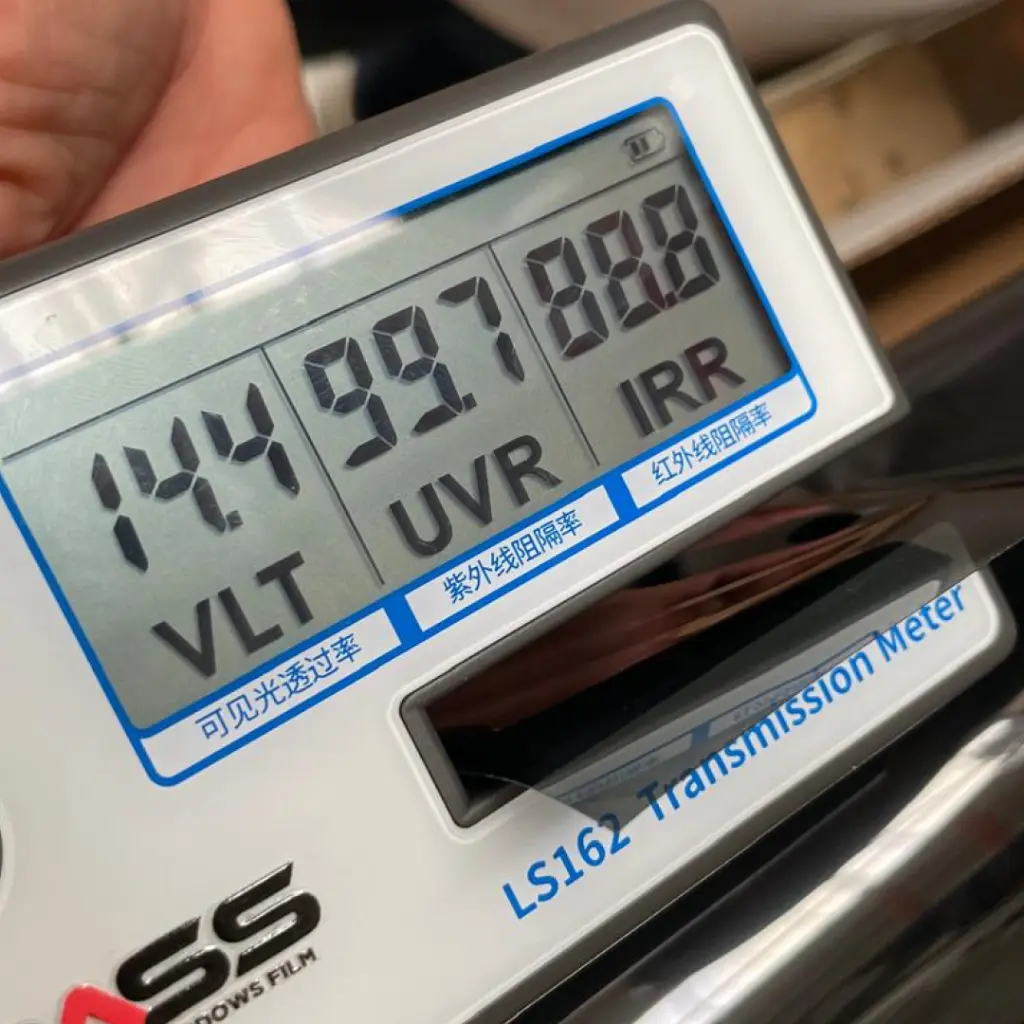 14.4 99.7 88.8
VLT UVR IRR
可见光透过率 紫外线阻隔率 红外线阻隔率
LS162 Transmission Meter
ASS
DOWS FILM